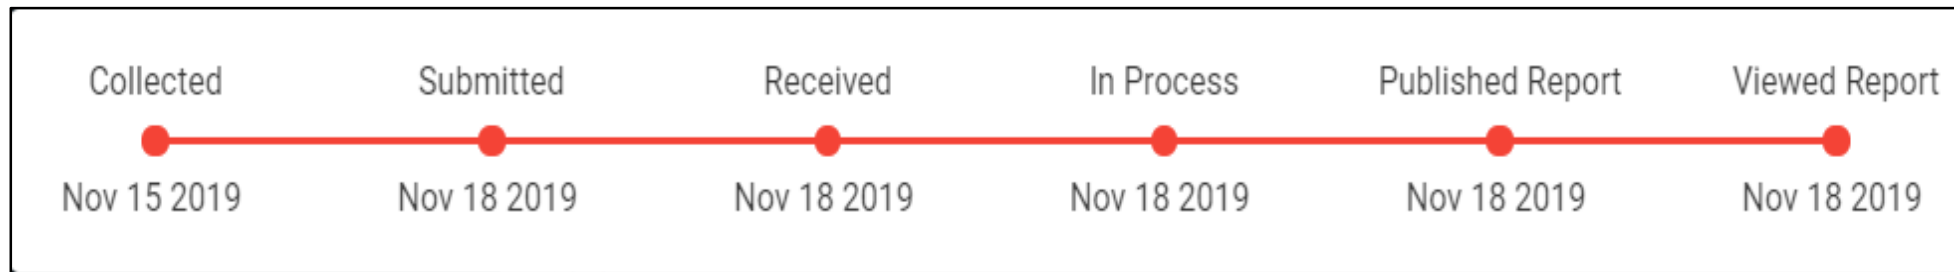 Collected Submitted Received In Process Published Report Viewed Report
Nov 15 2019 Nov 18 2019 Nov 18 2019 Nov 18 2019 Nov 18 2019 Nov 18 2019